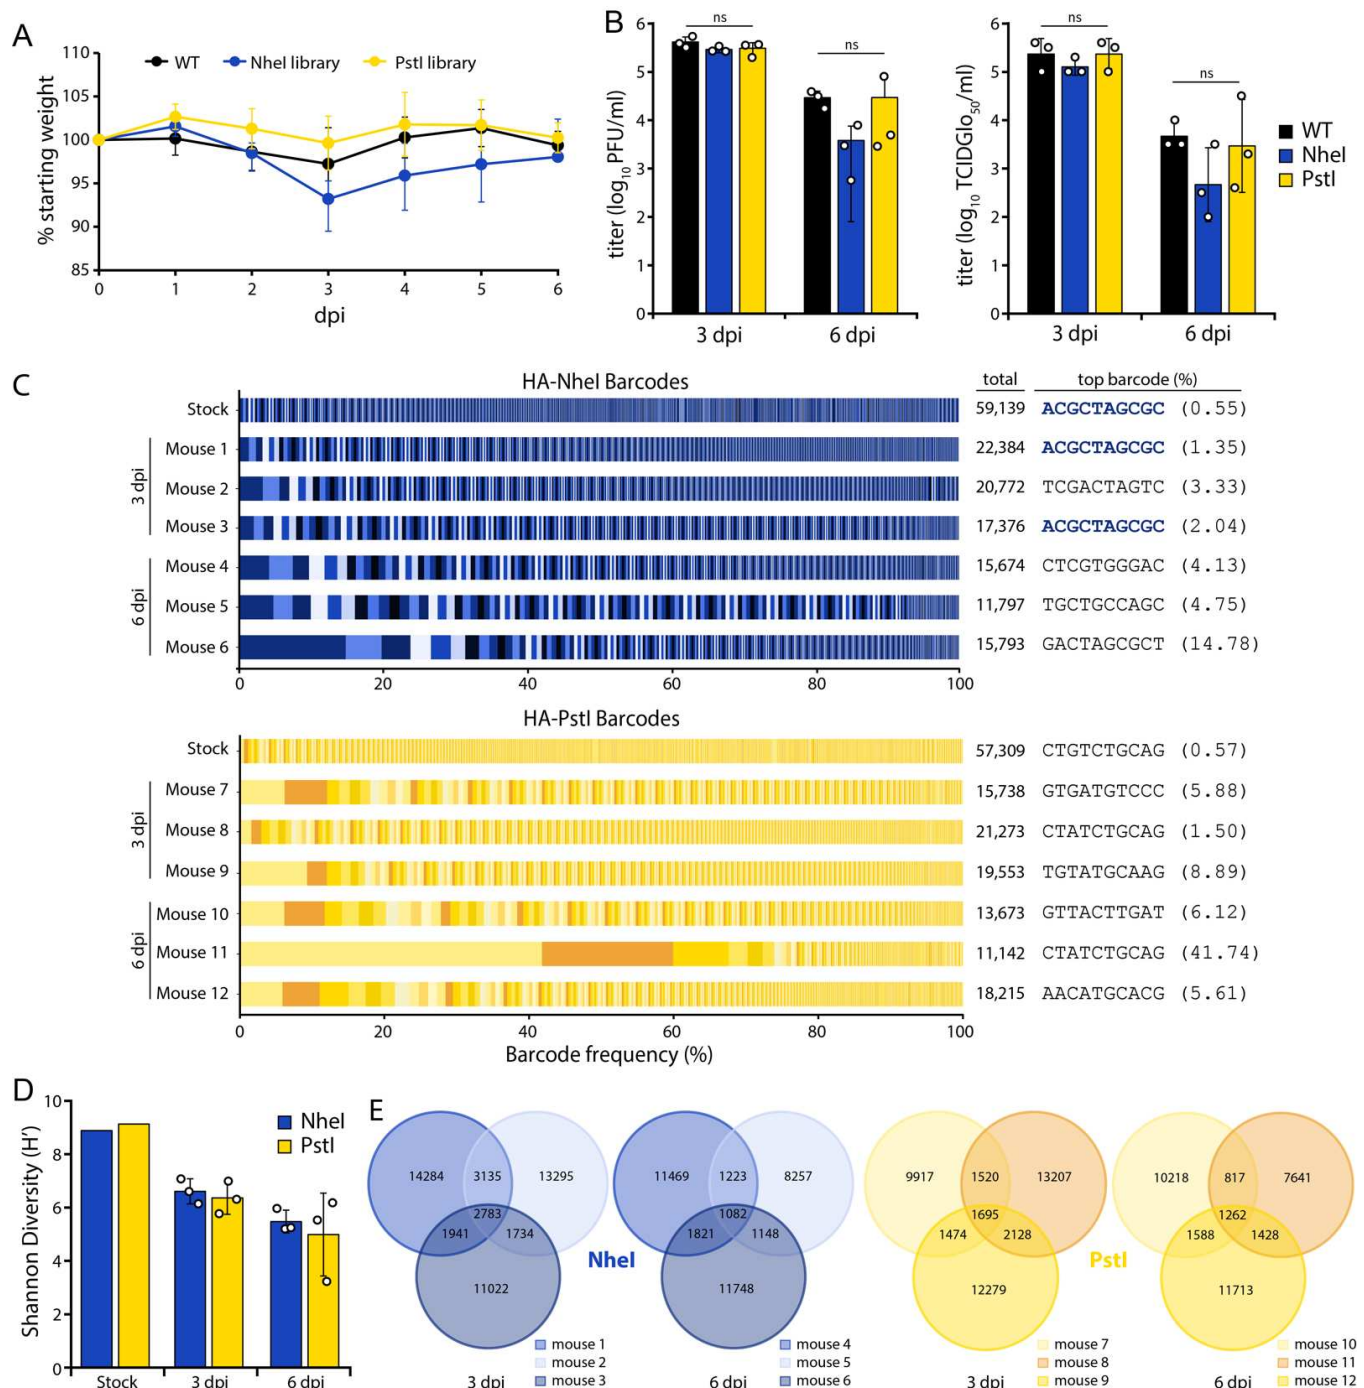 A
110
105
100
95
90
85
% starting weight
WT
NheI library
PstI library
0 1 2 3 4 5 6
dpi
B
6
5
4
3
2
1
0
titer (log10 PFU/ml)
ns
ns
3 dpi
6 dpi
6
5
4
3
2
1
0
titer (log10 TCIDGlo50/ml)
ns
ns
3 dpi
6 dpi
WT
NheI
PstI
C
HA-NheI Barcodes
total top barcode (%)
Stock 59,139 ACGCTAGCGC (0.55)
3 dpi
Mouse 1 22,384 ACGCTAGCGC (1.35)
Mouse 2 20,772 TCGACTAGTC (3.33)
Mouse 3 17,376 ACGCTAGCGC (2.04)
6 dpi
Mouse 4 15,674 CTCGTGGGAC (4.13)
Mouse 5 11,797 TGCTGCCAGC (4.75)
Mouse 6 15,793 GACTAGCGCT (14.78)
0 20 40 60 80 100
HA-PstI Barcodes
Stock 57,309 CTGTCTGCAG (0.57)
3 dpi
Mouse 7 15,738 GTGATGTCCC (5.88)
Mouse 8 21,273 CTATCTGCAG (1.50)
Mouse 9 19,553 TGTATGCAAG (8.89)
6 dpi
Mouse 10 13,673 GTTACTTGAT (6.12)
Mouse 11 11,142 CTATCTGCAG (41.74)
Mouse 12 18,215 AACATGCACG (5.61)
0 20 40 60 80 100
Barcode frequency (%)
D
10
8
6
4
2
0
Shannon Diversity (H')
NheI
PstI
Stock 3 dpi 6 dpi
E
14284 3135 13295
2783
1941 1734
11022
mouse 1
mouse 2
mouse 3
3 dpi
NheI
11469 1223 8257
1082
1821 1148
11748
mouse 4
mouse 5
mouse 6
6 dpi
9917 1520 13207
1695
1474 2128
12279
mouse 7
mouse 8
mouse 9
3 dpi
PstI
10218 817 7641
1262
1588 1428
11713
mouse 10
mouse 11
mouse 12
6 dpi